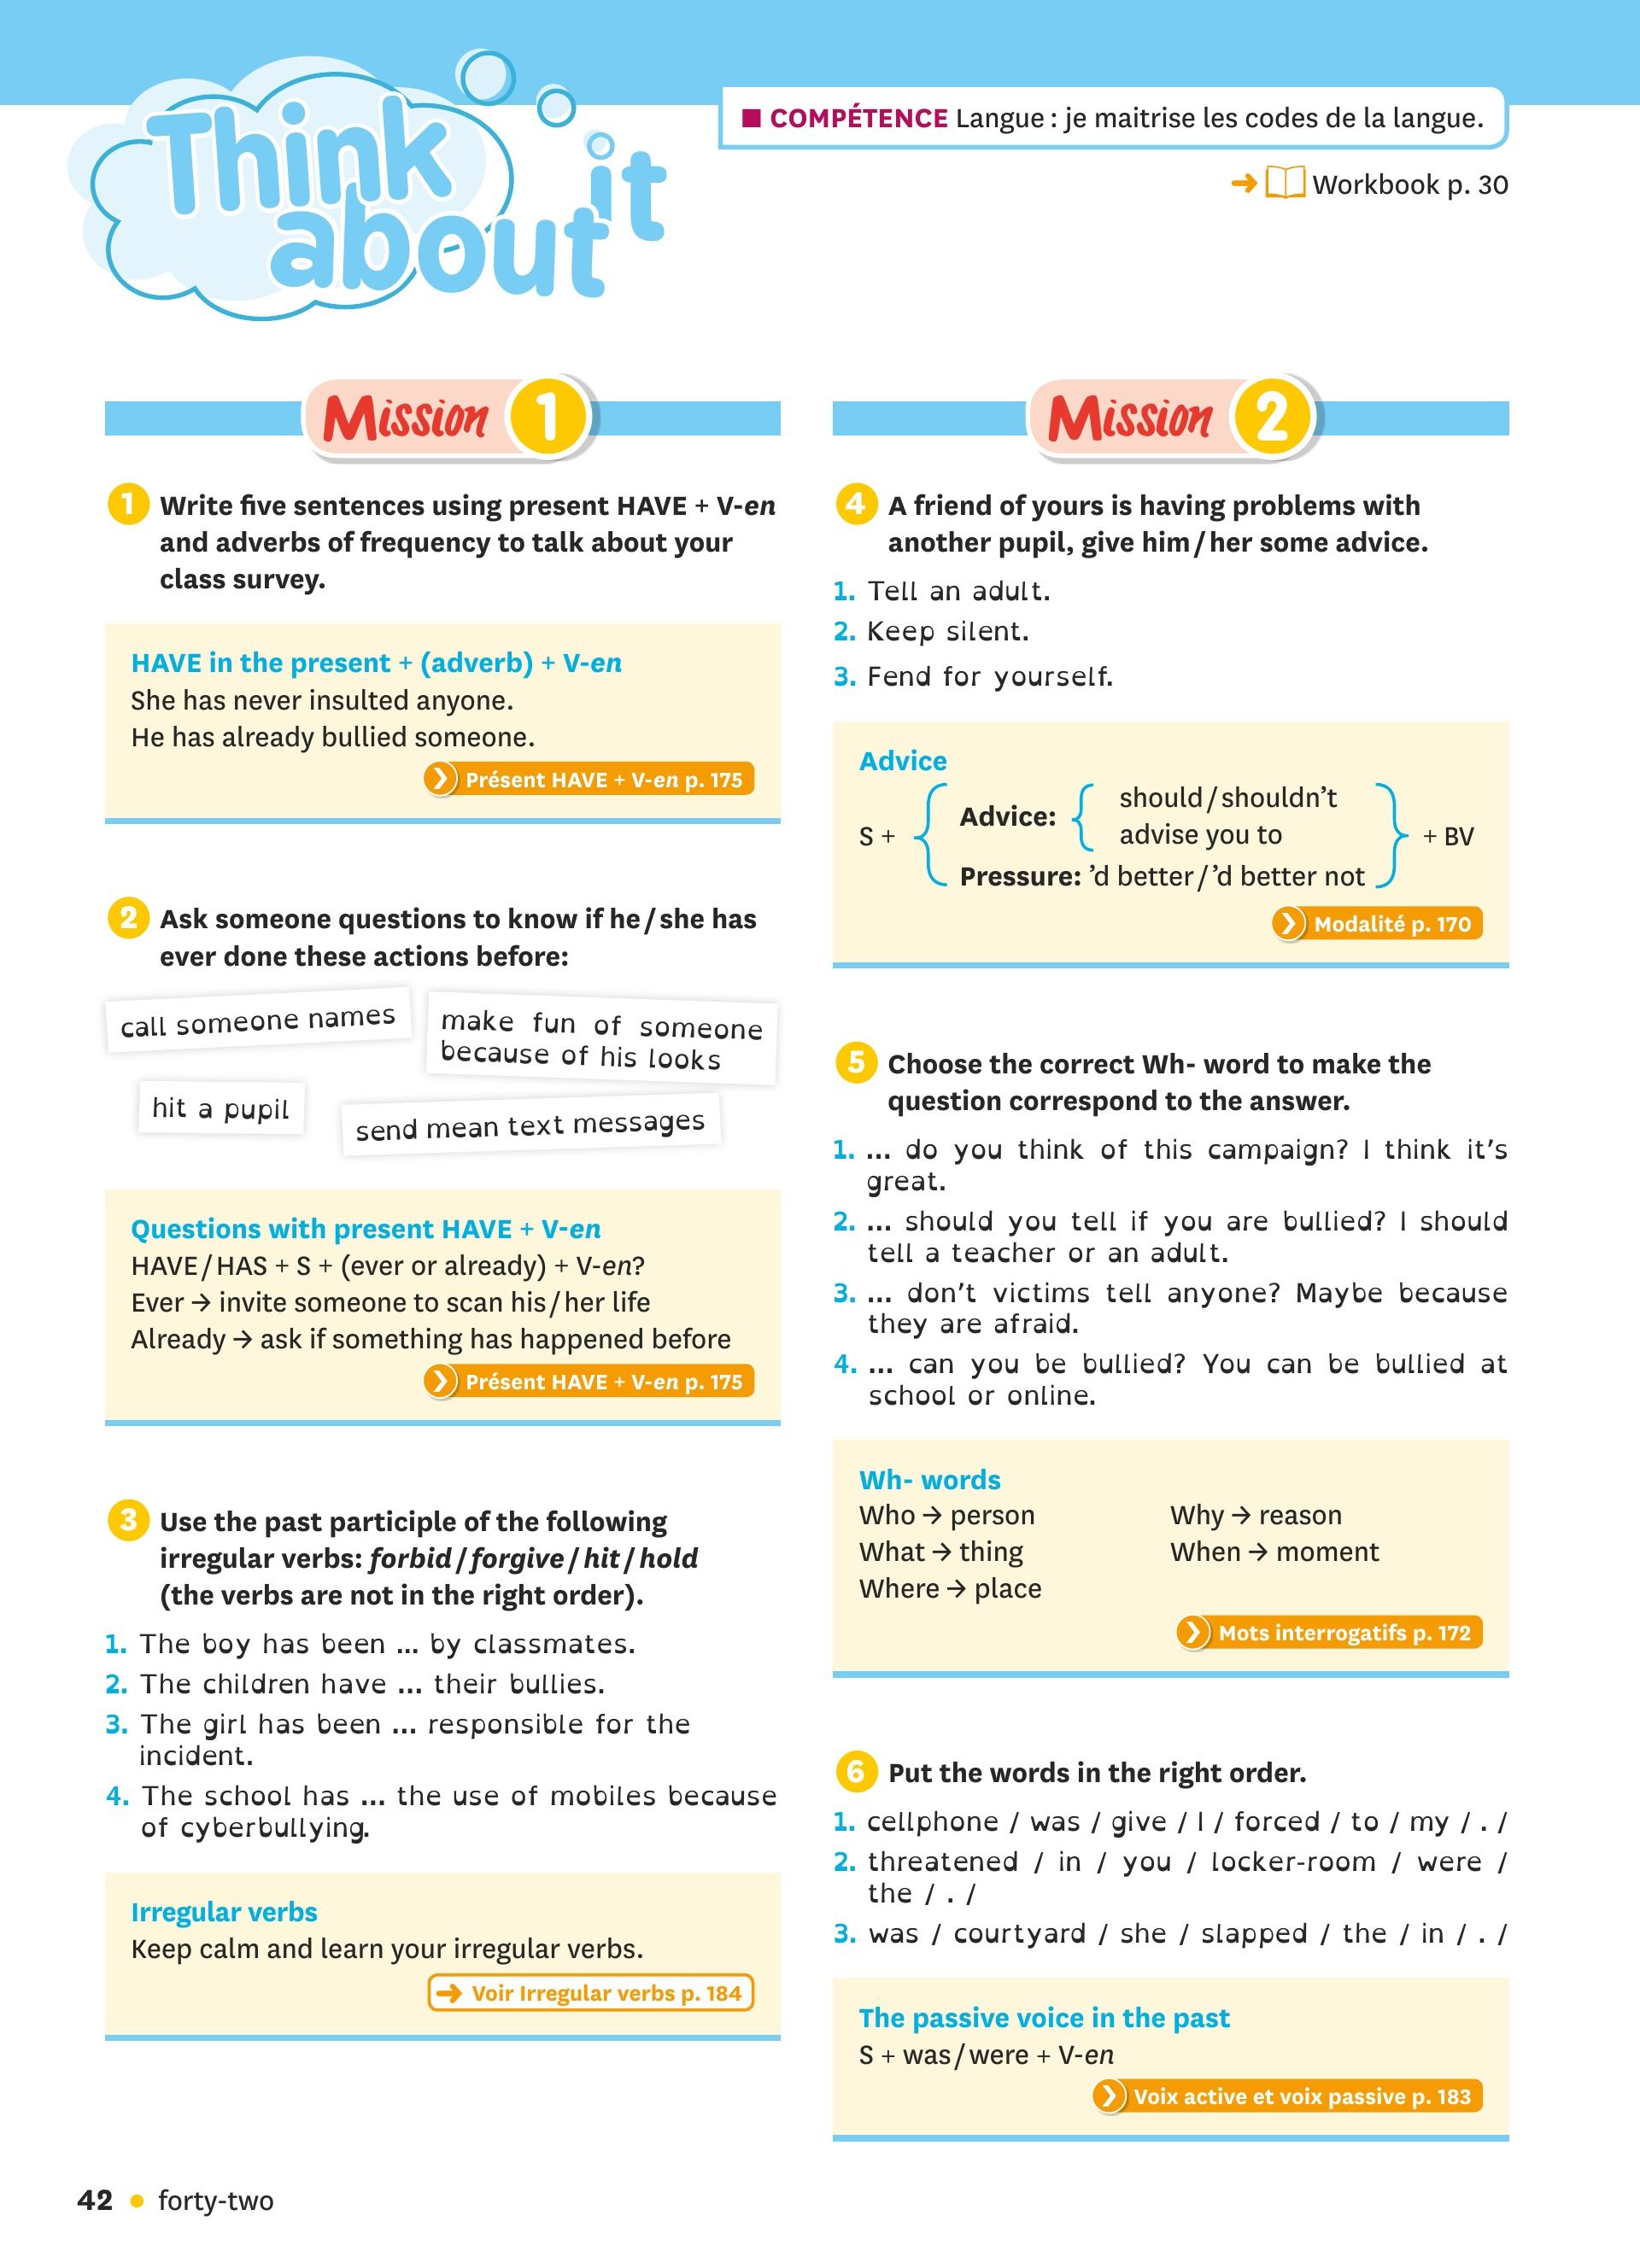 Think
about it
■ COMPÉTENCE Langue : je maitrise les codes de la langue.
➜ Workbook p. 30
Mission 1
1 Write five sentences using present HAVE + V-en
and adverbs of frequency to talk about your
class survey.
HAVE in the present + (adverb) + V-en
She has never insulted anyone.
He has already bullied someone.
Présent HAVE + V-en p. 175
2 Ask someone questions to know if he / she has
ever done these actions before:
call someone names
make fun of someone
because of his looks
hit a pupil
send mean text messages
Questions with present HAVE + V-en
HAVE / HAS + S + (ever or already) + V-en?
Ever → invite someone to scan his / her life
Already → ask if something has happened before
Présent HAVE + V-en p. 175
3 Use the past participle of the following
irregular verbs: forbid / forgive / hit / hold
(the verbs are not in the right order).
1. The boy has been ... by classmates.
2. The children have ... their bullies.
3. The girl has been ... responsible for the
incident.
4. The school has ... the use of mobiles because
of cyberbullying.
Irregular verbs
Keep calm and learn your irregular verbs.
➜ Voir Irregular verbs p. 184
Mission 2
4 A friend of yours is having problems with
another pupil, give him / her some advice.
1. Tell an adult.
2. Keep silent.
3. Fend for yourself.
Advice
S + { Advice: { should / shouldn't
advise you to
Pressure: 'd better / 'd better not } + BV
Modalité p. 170
5 Choose the correct Wh- word to make the
question correspond to the answer.
1. ... do you think of this campaign? I think it's
great.
2. ... should you tell if you are bullied? I should
tell a teacher or an adult.
3. ... don't victims tell anyone? Maybe because
they are afraid.
4. ... can you be bullied? You can be bullied at
school or online.
Wh- words
Who → person Why → reason
What → thing When → moment
Where → place
Mots interrogatifs p. 172
6 Put the words in the right order.
1. cellphone / was / give / I / forced / to / my / . /
2. threatened / in / you / locker-room / were /
the / . /
3. was / courtyard / she / slapped / the / in / . /
The passive voice in the past
S + was / were + V-en
Voix active et voix passive p. 183
42 • forty-two